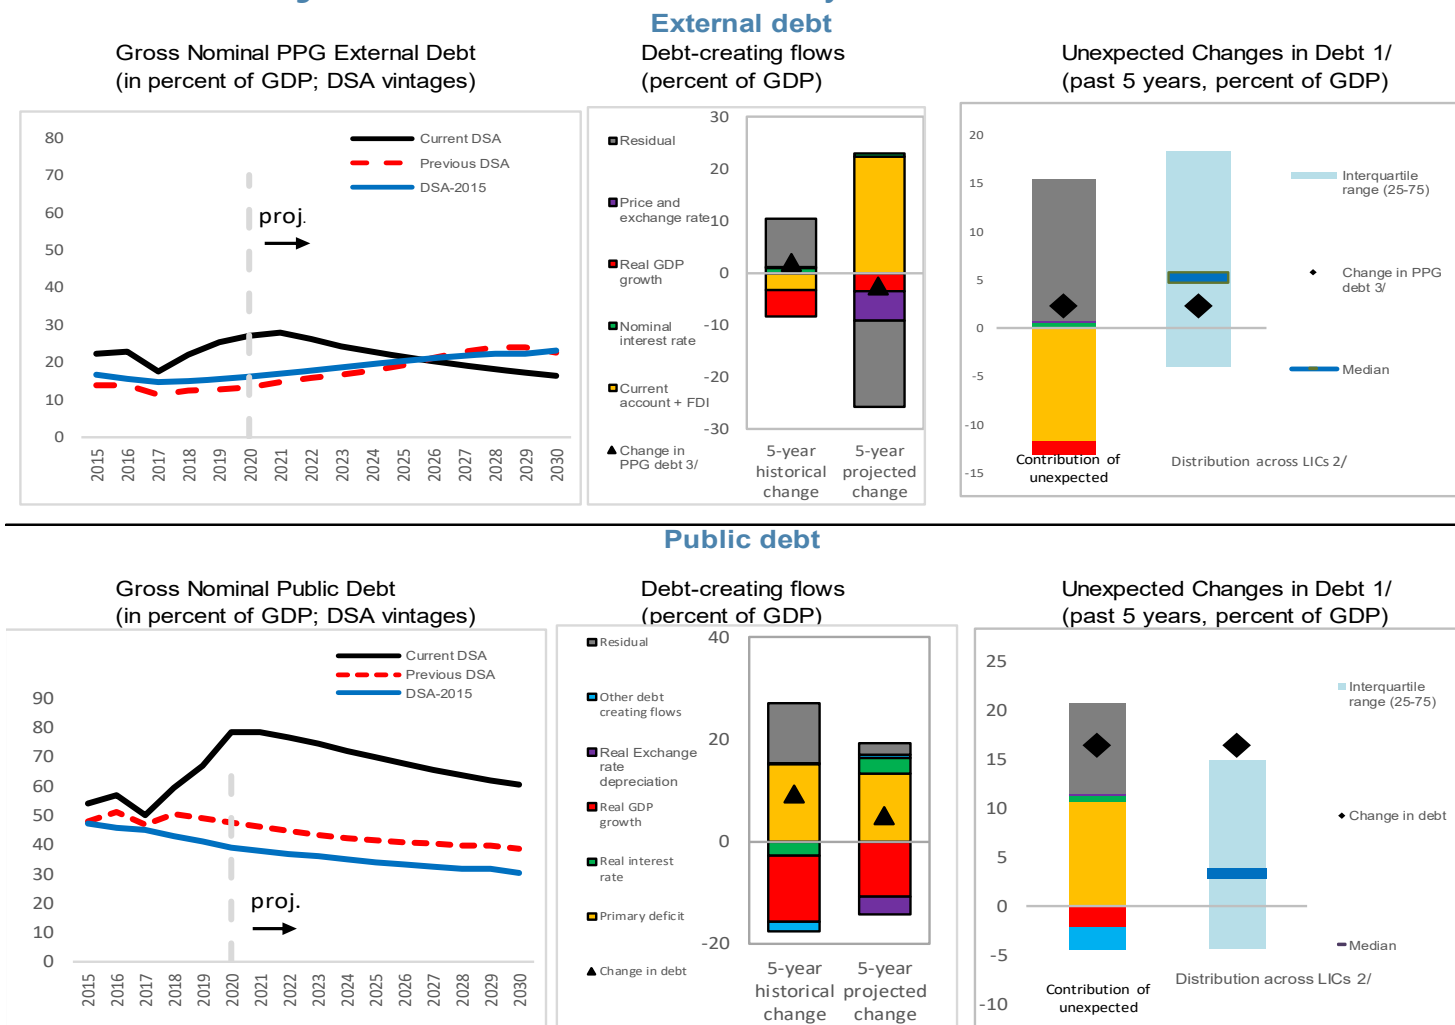 External debt
Gross Nominal PPG External Debt
(in percent of GDP; DSA vintages)
80
70
60
50
40
30
20
10
0
Current DSA
Previous DSA
DSA-2015
proj.
2015
2016
2017
2018
2019
2020
2021
2022
2023
2024
2025
2026
2027
2028
2029
2030
Debt-creating flows
(percent of GDP)
Residual
Price and
exchange rate
Real GDP
growth
Nominal
interest rate
Current
account + FDI
Change in
PPG debt 3/
30
20
10
0
-10
-20
-30
5-year
historical
change
5-year
projected
change
Unexpected Changes in Debt 1/
(past 5 years, percent of GDP)
20
15
10
5
0
-5
-10
-15
Contribution of
unexpected
Distribution across LICs 2/
Interquartile
range (25-75)
Change in PPG
debt 3/
Median
Public debt
Gross Nominal Public Debt
(in percent of GDP; DSA vintages)
90
80
70
60
50
40
30
20
10
0
Current DSA
Previous DSA
DSA-2015
proj.
2015
2016
2017
2018
2019
2020
2021
2022
2023
2024
2025
2026
2027
2028
2029
2030
Debt-creating flows
(percent of GDP)
Residual
Other debt
creating flows
Real Exchange
rate
depreciation
Real GDP
growth
Real interest
rate
Primary deficit
Change in debt
40
20
0
-20
5-year
historical
change
5-year
projected
change
Unexpected Changes in Debt 1/
(past 5 years, percent of GDP)
25
20
15
10
5
0
-5
-10
Contribution of
unexpected
Distribution across LICs 2/
Interquartile
range (25-75)
Change in debt
Median